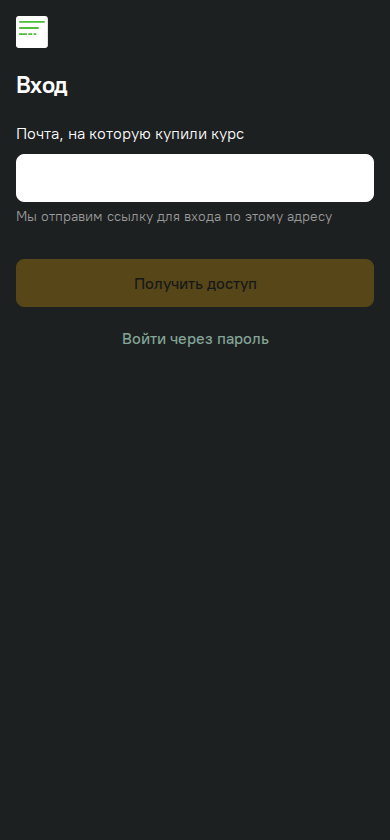 Вход
Почта, на которую купили курс
Мы отправим ссылку для входа по этому адресу
Получить доступ
Войти через пароль